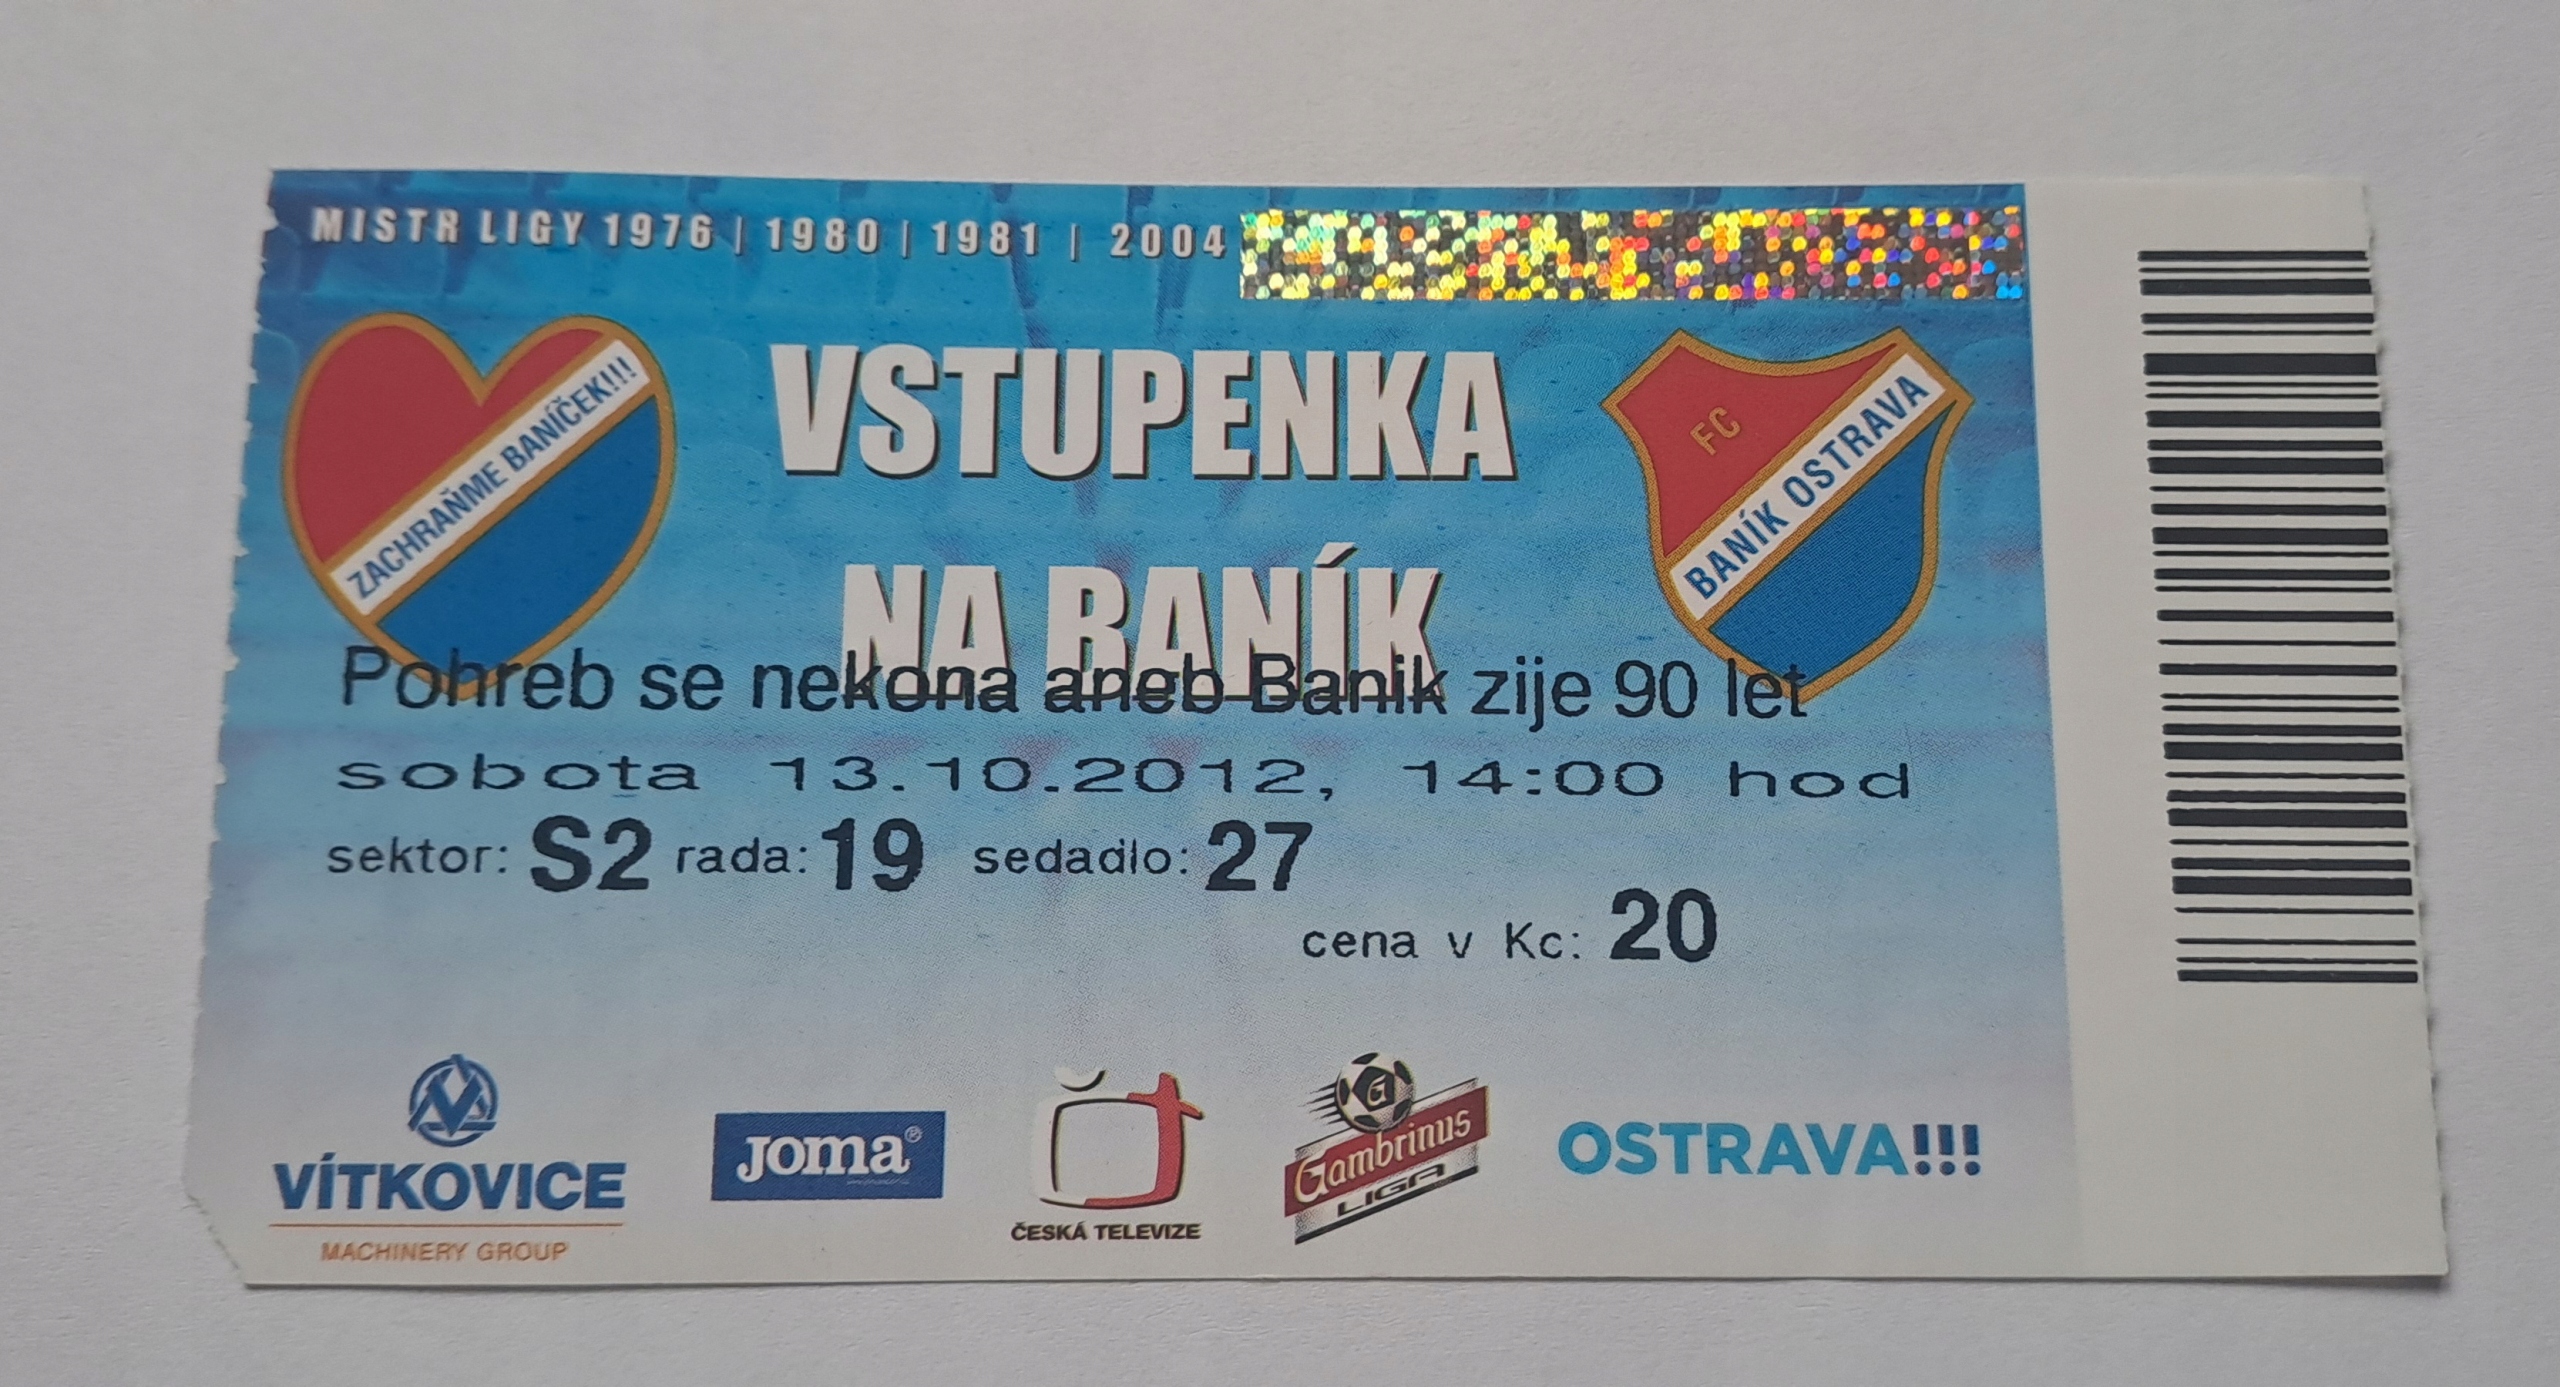 MISTR LIGY 1976 | 1980 | 1981 | 2004
ZACHRAŇME BANÍČEK!!!
VSTUPENKA
NA BANÍK
FC
BANÍK OSTRAVA
Pohreb se nekona aneb Banik zije 90 let
sobota 13.10.2012, 14:00 hod
sektor: S2 rada: 19 sedadlo: 27
cena v Kc: 20
VÍTKOVICE
MACHINERY GROUP
Joma®
ČESKÁ TELEVIZE
G
Gambrinus
LIGA
OSTRAVA!!!